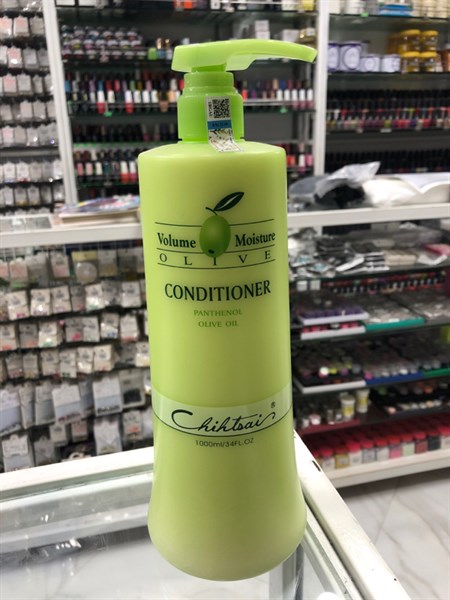 Volume Moisture
OLIVE
CONDITIONER
PANTHENOL
OLIVE OIL
Chihtsai ®
1000ml/34FL.OZ